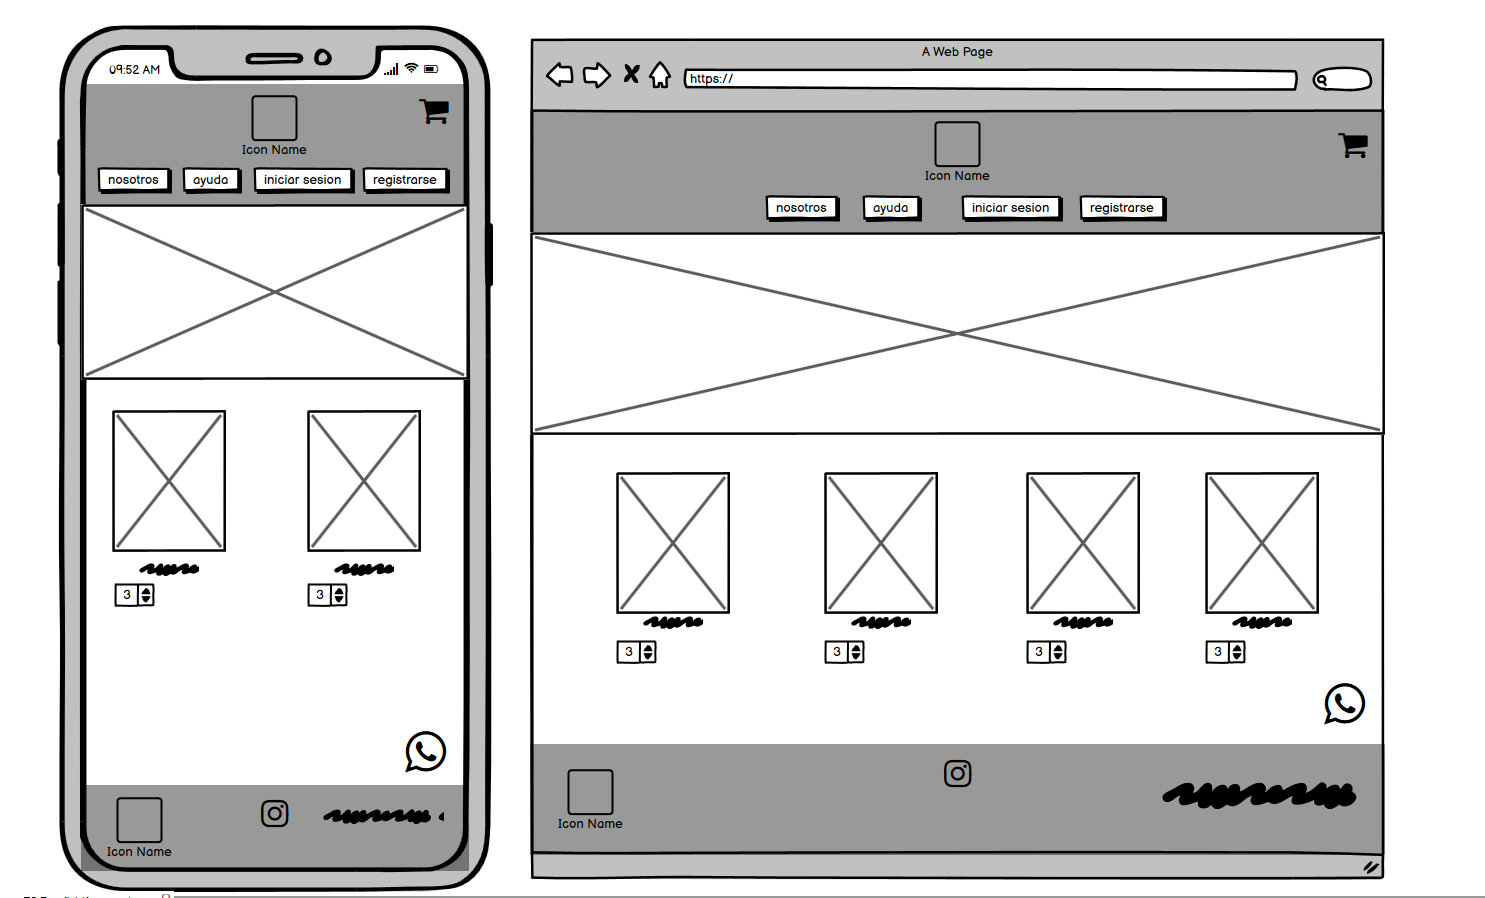 09:52 AM
Icon Name
nosotros ayuda iniciar sesion registrarse
3 3
Icon Name
A Web Page
https://
Icon Name
nosotros ayuda iniciar sesion registrarse
3 3 3 3
Icon Name